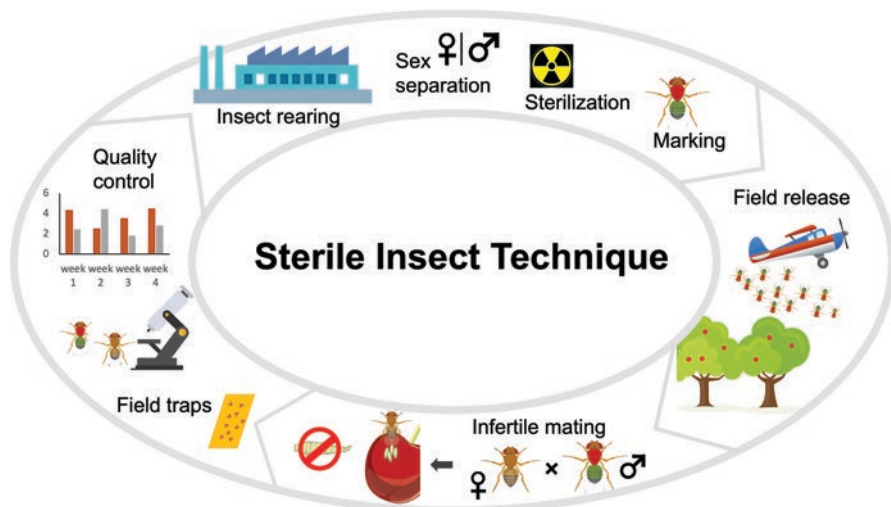 Insect rearing
Sex ♀|♂
separation
Sterilization
Marking
Field release
Infertile mating
♀ × ♂
Field traps
Quality
control
6
4
2
0
week week week week
1 2 3 4
Sterile Insect Technique